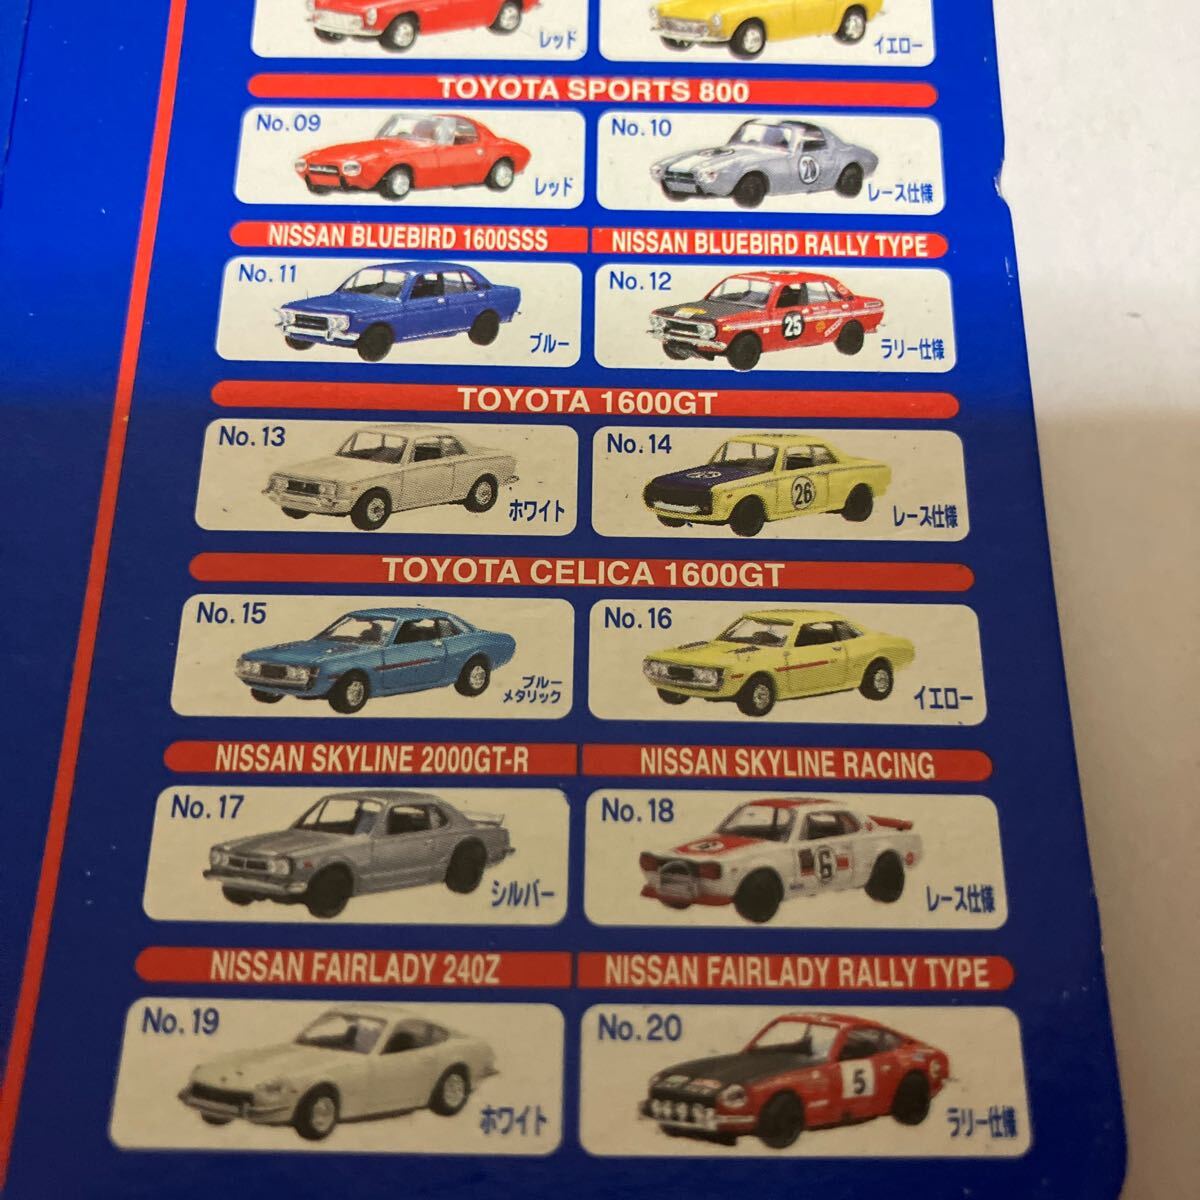 レッド
イエロー
TOYOTA SPORTS 800
No.09
レッド
No.10
20
レース仕様
NISSAN BLUEBIRD 1600SSS
NISSAN BLUEBIRD RALLY TYPE
No.11
ブルー
No.12
25
ラリー仕様
TOYOTA 1600GT
No.13
ホワイト
No.14
26
レース仕様
TOYOTA CELICA 1600GT
No.15
ブルー
メタリック
No.16
イエロー
NISSAN SKYLINE 2000GT-R
NISSAN SKYLINE RACING
No.17
シルバー
No.18
6
レース仕様
NISSAN FAIRLADY 240Z
NISSAN FAIRLADY RALLY TYPE
No.19
ホワイト
No.20
5
ラリー仕様